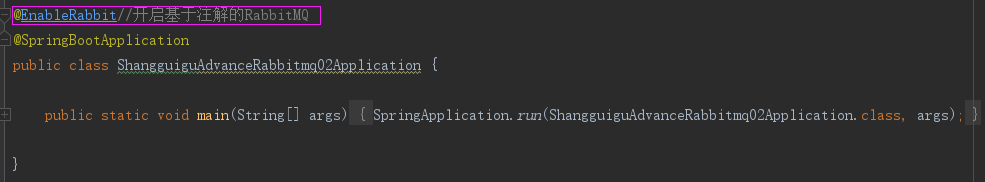 @EnableRabbit//开启基于注解的RabbitMQ
@SpringBootApplication
public class ShangguiguAdvanceRabbitmq02Application {
public static void main(String[] args) { SpringApplication.run(ShangguiguAdvanceRabbitmq02Application.class, args); }
}